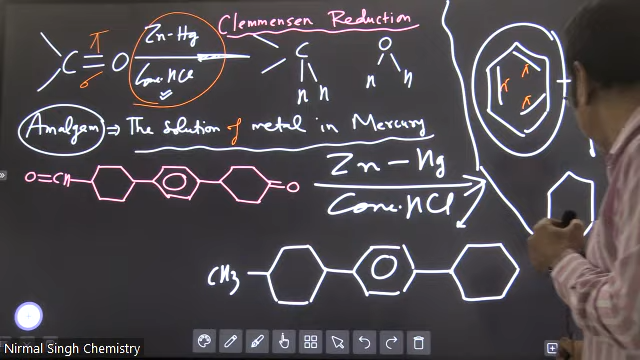 Clemmensen Reduction
C=O
π
σ
Zn-Hg
Conc. HCl
C
H H
O
H H
π π
π
Amalgam ⇒ The solution of metal in Mercury
O=CH
=O
Zn-Hg
Conc. HCl
CH3
Nirmal Singh Chemistry